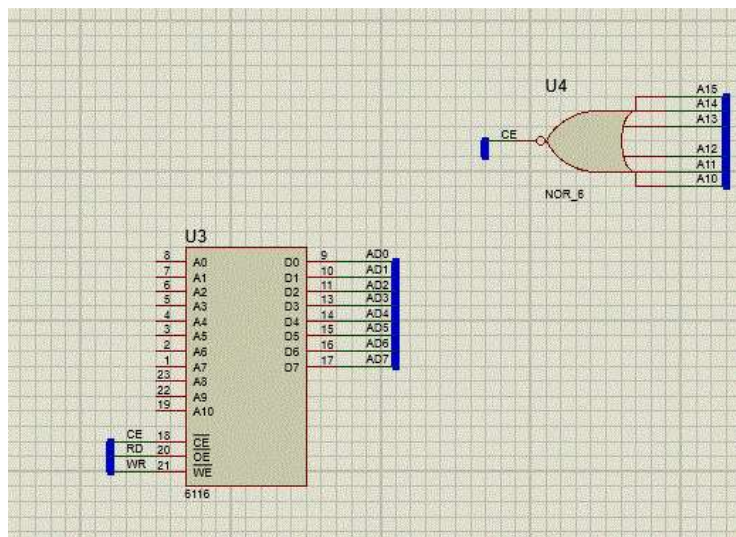 U4
A15
A14
A13
CE
A12
A11
A10
NOR_6
U3
8 A0 D0 9 AD0
7 A1 D1 10 AD1
6 A2 D2 11 AD2
5 A3 D3 13 AD3
4 A4 D4 14 AD4
3 A5 D5 15 AD5
2 A6 D6 16 AD6
1 A7 D7 17 AD7
23 A8
22 A9
19 A10
CE 18 CE
RD 20 OE
WR 21 WE
6116